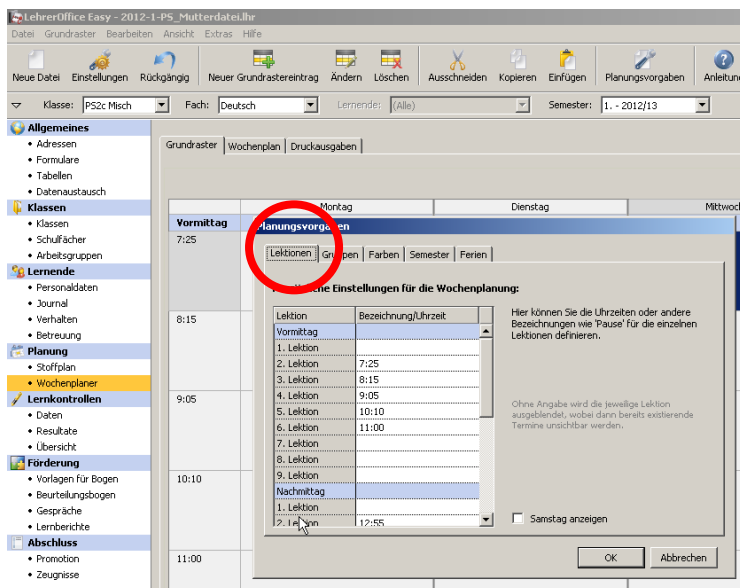 LehrerOffice Easy - 2012-1-PS_Mutterdatei.lhr
Datei Grundraster Bearbeiten Ansicht Extras Hilfe
Neue Datei Einstellungen Rückgängig Neuer Grundrastereintrag Ändern Löschen Ausschneiden Kopieren Einfügen Planungsvorgaben Anleitun
Klasse: PS2c Misch Fach: Deutsch Lernende: (Alle) Semester: 1. - 2012/13
Allgemeines
• Adressen
• Formulare
• Tabellen
• Datenaustausch
Klassen
• Klassen
• Schulfächer
• Arbeitsgruppen
Lernende
• Personaldaten
• Journal
• Verhalten
• Betreuung
Planung
• Stoffplan
• Wochenplaner
Lernkontrollen
• Daten
• Resultate
• Übersicht
Förderung
• Vorlagen für Bogen
• Beurteilungsbogen
• Gespräche
• Lernberichte
Abschluss
• Promotion
• Zeugnisse
Grundraster Wochenplan Druckausgaben
Montag Dienstag Mittwoc
Vormittag
7:25
8:15
9:05
10:10
11:00
Planungsvorgaben
Lektionen Gruppen Farben Semester Ferien
Einstellungen für die Wochenplanung:
Lektion Bezeichnung/Uhrzeit
Vormittag
1. Lektion
2. Lektion 7:25
3. Lektion 8:15
4. Lektion 9:05
5. Lektion 10:10
6. Lektion 11:00
7. Lektion
8. Lektion
9. Lektion
Nachmittag
1. Lektion
2. Lektion 12:55
Hier können Sie die Uhrzeiten oder andere
Bezeichnungen wie 'Pause' für die einzelnen
Lektionen definieren.
Ohne Angabe wird die jeweilige Lektion
ausgeblendet, wobei dann bereits existierende
Termine unsichtbar werden.
Samstag anzeigen
OK Abbrechen